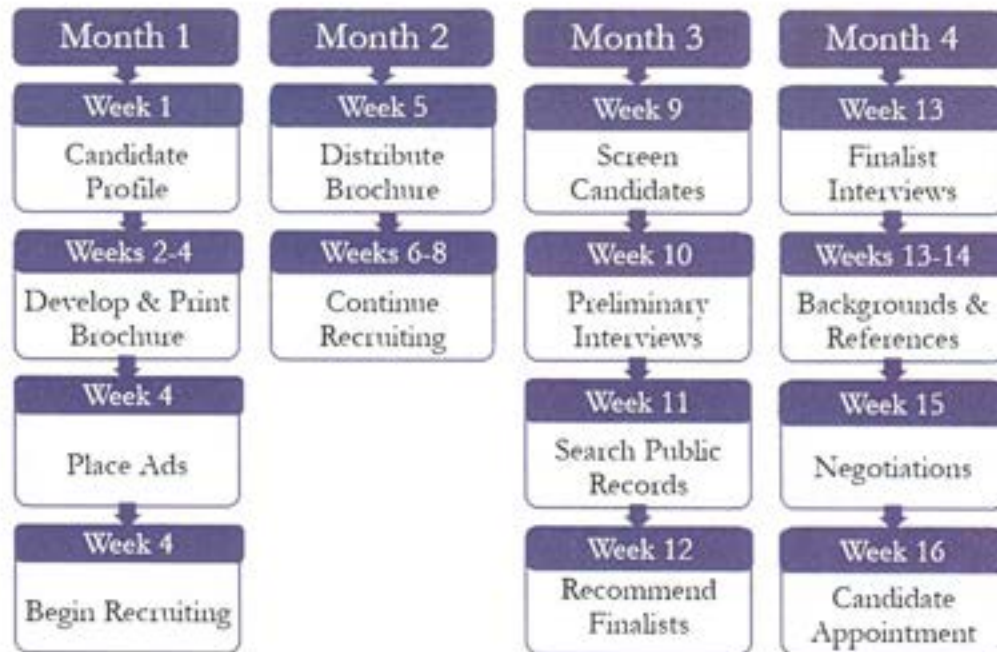 Month 1
Week 1
Candidate
Profile
Weeks 2-4
Develop & Print
Brochure
Week 4
Place Ads
Week 4
Begin Recruiting
Month 2
Week 5
Distribute
Brochure
Weeks 6-8
Continue
Recruiting
Month 3
Week 9
Screen
Candidates
Week 10
Preliminary
Interviews
Week 11
Search Public
Records
Week 12
Recommend
Finalists
Month 4
Week 13
Finalist
Interviews
Weeks 13-14
Backgrounds &
References
Week 15
Negotiations
Week 16
Candidate
Appointment